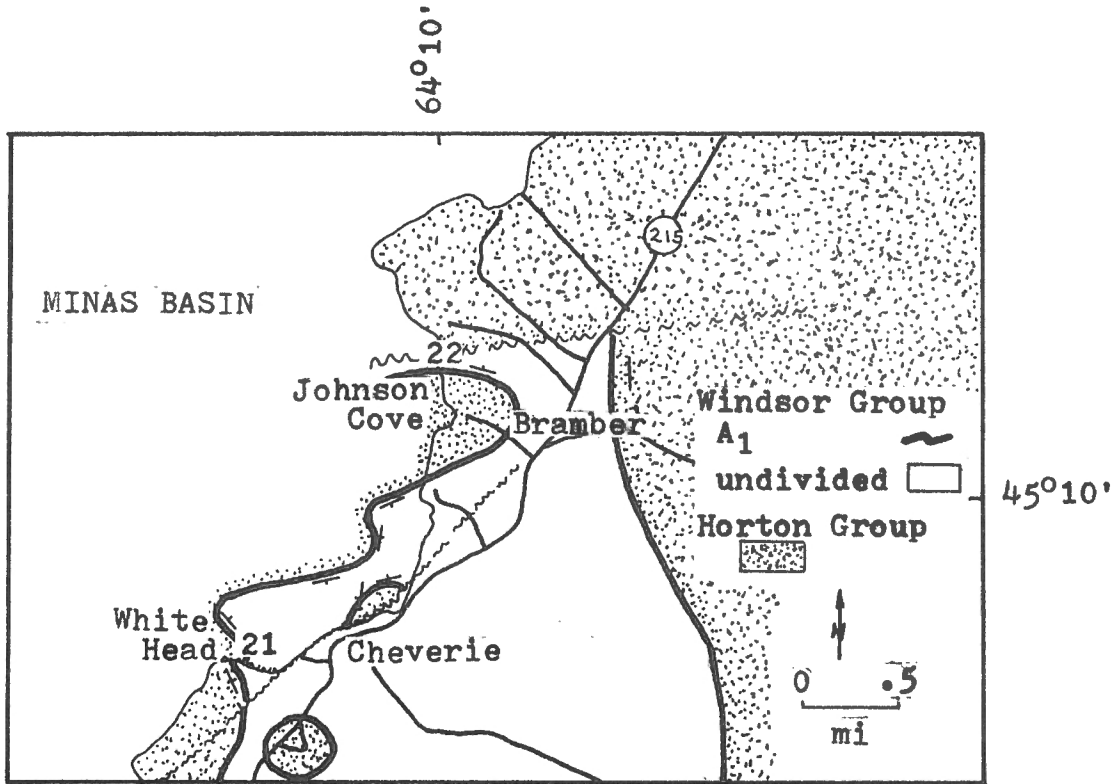 64°10'
215
MINAS BASIN
22
Johnson
Cove
Bramber
Windsor Group
A1
undivided
45°10'
Horton Group
White
Head 21
Cheverie
N
0 .5
mi